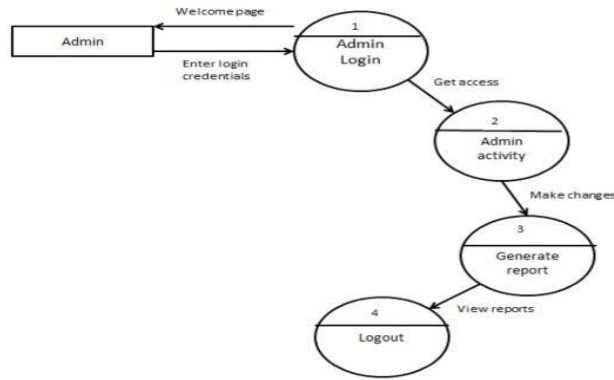 Welcome page
1
Admin
Admin
Login
Enter login
credentials
Get access
2
Admin
activity
Make changes
3
Generate
report
View reports
4
Logout